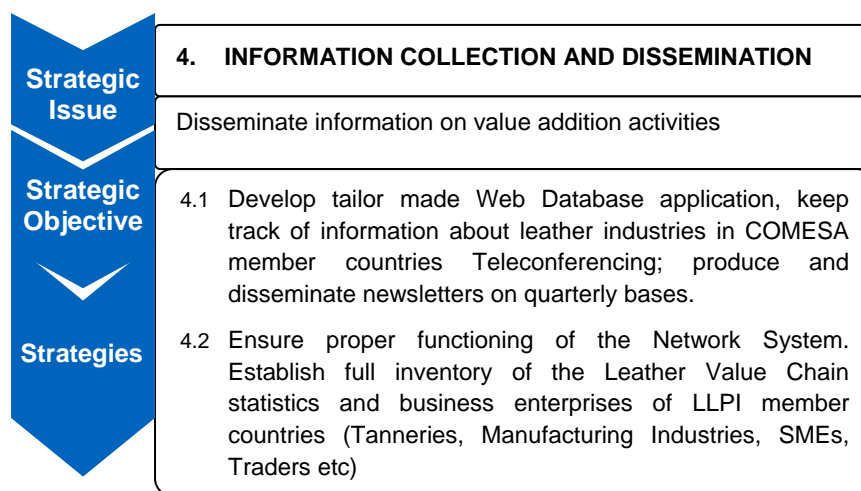 Strategic
Issue
4. INFORMATION COLLECTION AND DISSEMINATION
Disseminate information on value addition activities
Strategic
Objective
Strategies
4.1 Develop tailor made Web Database application, keep
track of information about leather industries in COMESA
member countries Teleconferencing; produce and
disseminate newsletters on quarterly bases.
4.2 Ensure proper functioning of the Network System.
Establish full inventory of the Leather Value Chain
statistics and business enterprises of LLPI member
countries (Tanneries, Manufacturing Industries, SMEs,
Traders etc)